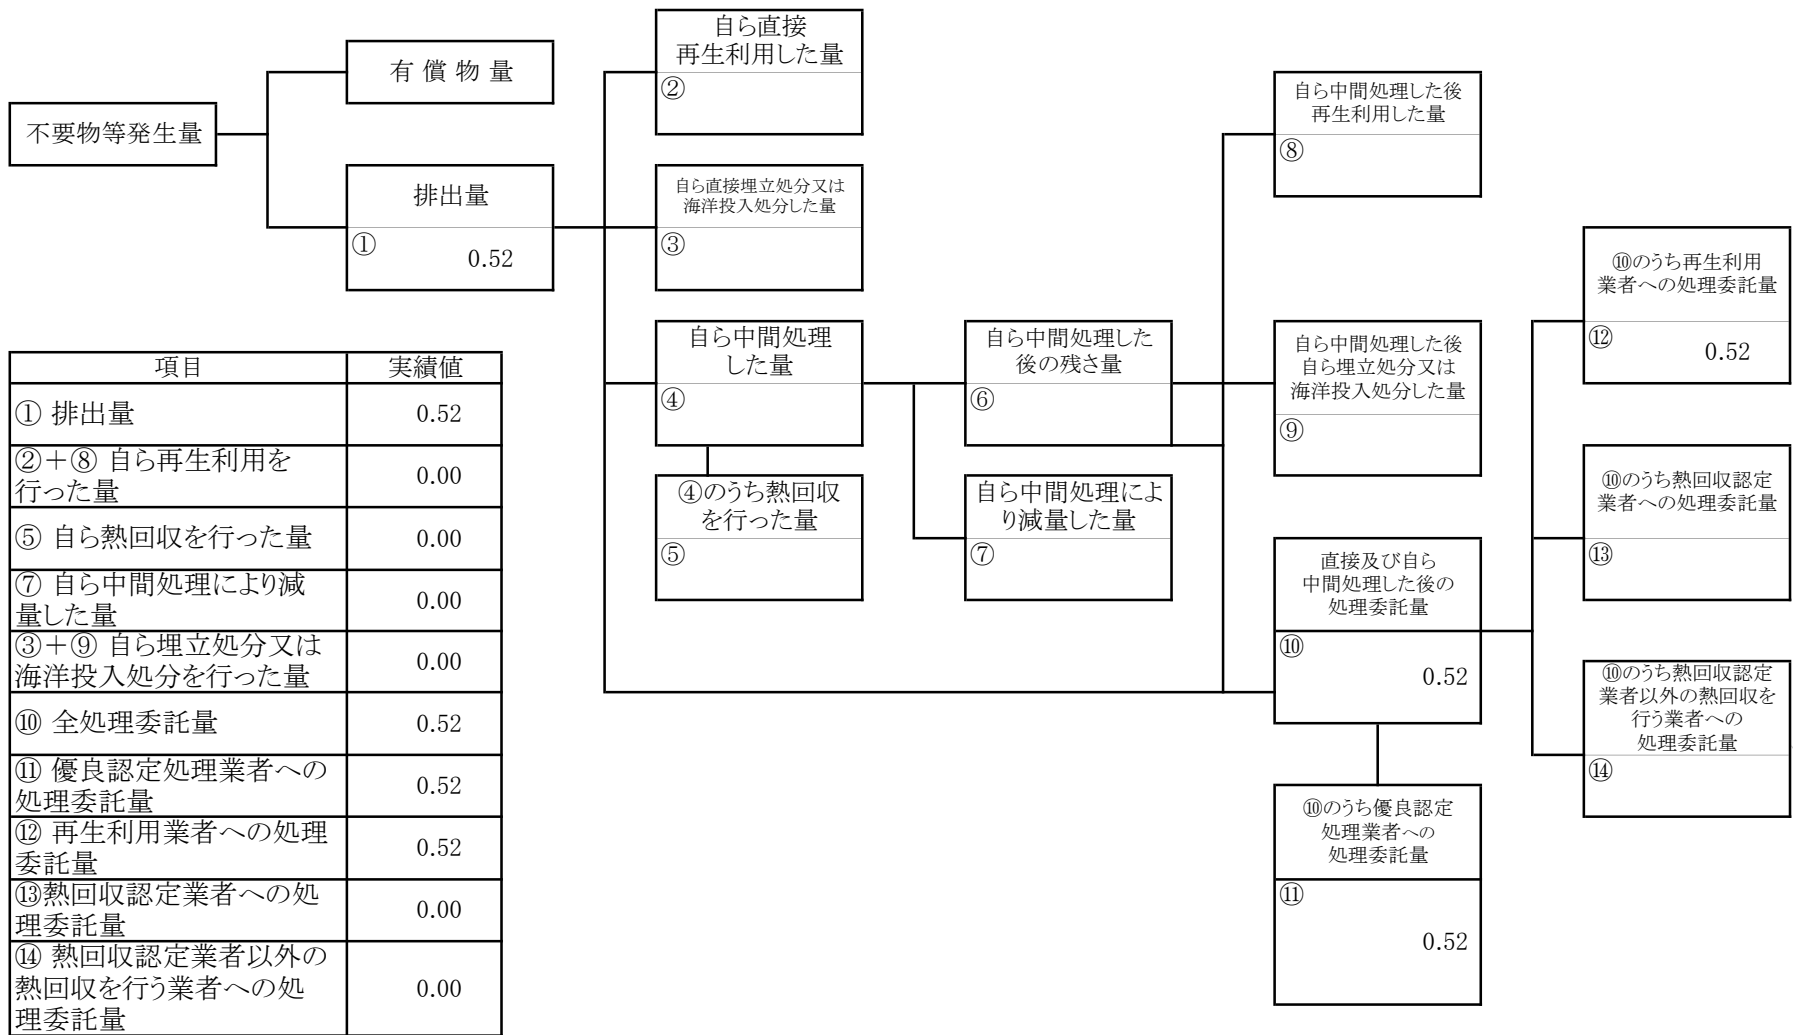 自ら直接
再生利用した量
②
有償物量
不要物等発生量
自ら中間処理した後
再生利用した量
⑧
排出量
①
0.52
自ら直接埋立処分又は
海洋投入処分した量
③
⑩のうち再生利用
業者への処理委託量
⑫
0.52
自ら中間処理
した量
④
自ら中間処理した
後の残さ量
⑥
自ら中間処理した後
自ら埋立処分又は
海洋投入処分した量
⑨
④のうち熱回収
を行った量
⑤
自ら中間処理によ
り減量した量
⑦
⑩のうち熱回収認定
業者への処理委託量
⑬
直接及び自ら
中間処理した後の
処理委託量
⑩
0.52
⑩のうち熱回収認定
業者以外の熱回収を
行う業者への
処理委託量
⑭
⑩のうち優良認定
処理業者への
処理委託量
⑪
0.52
項目 実績値
① 排出量 0.52
②＋⑧ 自ら再生利用を
行った量 0.00
⑤ 自ら熱回収を行った量 0.00
⑦ 自ら中間処理により減
量した量 0.00
③＋⑨ 自ら埋立処分又は
海洋投入処分を行った量 0.00
⑩ 全処理委託量 0.52
⑪ 優良認定処理業者への
処理委託量 0.52
⑫ 再生利用業者への処理
委託量 0.52
⑬熱回収認定業者への処
理委託量 0.00
⑭ 熱回収認定業者以外の
熱回収を行う業者への処
理委託量 0.00